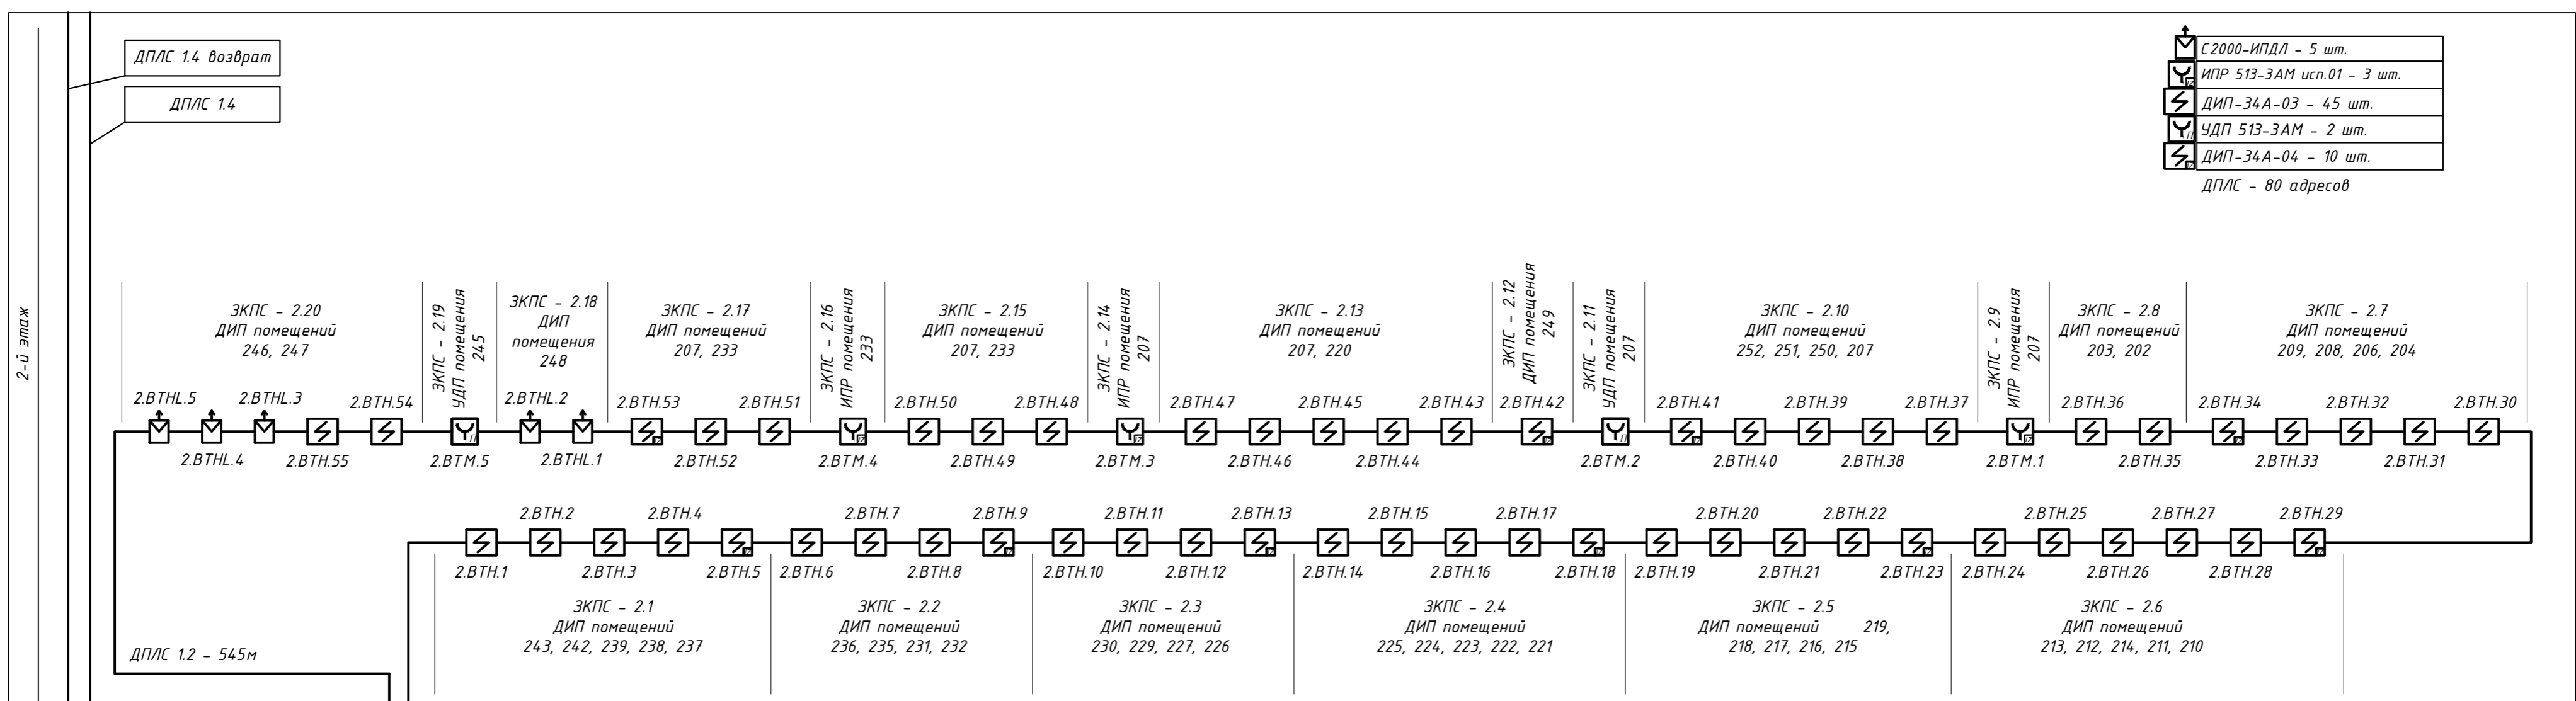 ДПЛС 1.4 возврат
ДПЛС 1.4
2-й этаж
С2000-ИПДЛ - 5 шт.
ИПР 513-3АМ исп.01 - 3 шт.
ДИП-34А-03 - 45 шт.
УДП 513-3АМ - 2 шт.
ДИП-34А-04 - 10 шт.
ДПЛС - 80 адресов
ЗКПС - 2.20
ДИП помещений
246, 247
ЗКПС - 2.19
УДП помещения
245
ЗКПС - 2.18
ДИП
помещения
248
ЗКПС - 2.17
ДИП помещений
207, 233
ЗКПС - 2.16
ИПР помещения
233
ЗКПС - 2.15
ДИП помещений
207, 233
ЗКПС - 2.14
ИПР помещения
207
ЗКПС - 2.13
ДИП помещений
207, 220
ЗКПС - 2.12
ДИП помещения
249
ЗКПС - 2.11
УДП помещения
207
ЗКПС - 2.10
ДИП помещений
252, 251, 250, 207
ЗКПС - 2.9
ИПР помещения
207
ЗКПС - 2.8
ДИП помещений
203, 202
ЗКПС - 2.7
ДИП помещений
209, 208, 206, 204
2.BTHL.5 2.BTHL.3 2.BTH.54 2.BTHL.2 2.BTH.53 2.BTH.51 2.BTH.50 2.BTH.48 2.BTH.47 2.BTH.45 2.BTH.43 2.BTH.42 2.BTH.41 2.BTH.39 2.BTH.37 2.BTH.36 2.BTH.34 2.BTH.32 2.BTH.30
2.BTHL.4 2.BTH.55 2.BTM.5 2.BTHL.1 2.BTH.52 2.BTM.4 2.BTH.49 2.BTM.3 2.BTH.46 2.BTH.44 2.BTM.2 2.BTH.40 2.BTH.38 2.BTM.1 2.BTH.35 2.BTH.33 2.BTH.31
2.BTH.2 2.BTH.4 2.BTH.7 2.BTH.9 2.BTH.11 2.BTH.13 2.BTH.15 2.BTH.17 2.BTH.20 2.BTH.22 2.BTH.25 2.BTH.27 2.BTH.29
2.BTH.1 2.BTH.3 2.BTH.5 2.BTH.6 2.BTH.8 2.BTH.10 2.BTH.12 2.BTH.14 2.BTH.16 2.BTH.18 2.BTH.19 2.BTH.21 2.BTH.23 2.BTH.24 2.BTH.26 2.BTH.28
ЗКПС - 2.1
ДИП помещений
243, 242, 239, 238, 237
ЗКПС - 2.2
ДИП помещений
236, 235, 231, 232
ЗКПС - 2.3
ДИП помещений
230, 229, 227, 226
ЗКПС - 2.4
ДИП помещений
225, 224, 223, 222, 221
ЗКПС - 2.5
ДИП помещений 219,
218, 217, 216, 215
ЗКПС - 2.6
ДИП помещений
213, 212, 214, 211, 210
ДПЛС 1.2 - 545м